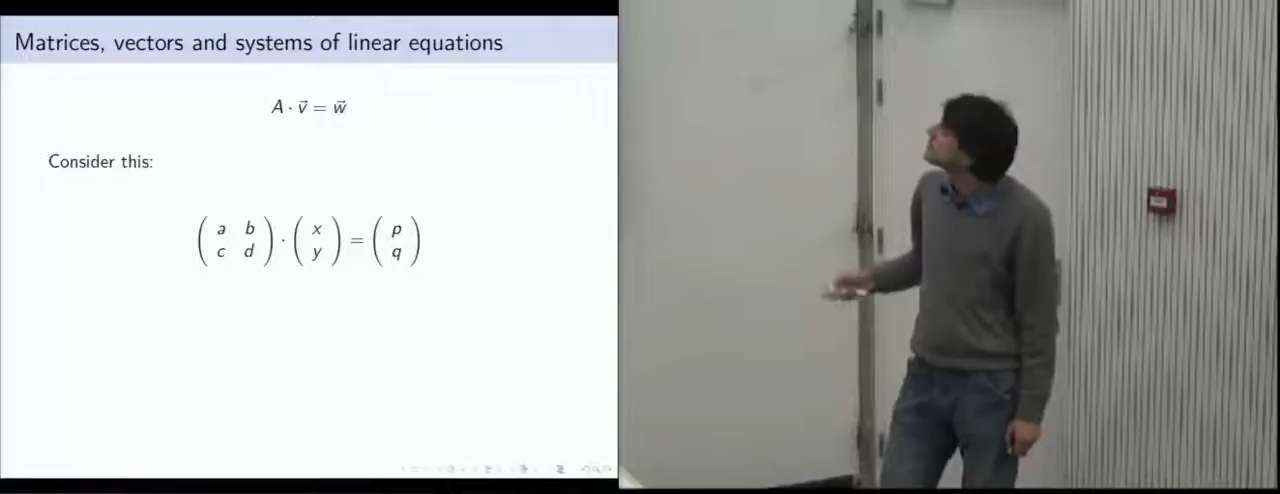 Matrices, vectors and systems of linear equations
A · v⃗ = w⃗
Consider this:
( a b ) · ( x ) = ( p )
( c d ) ( y ) ( q )